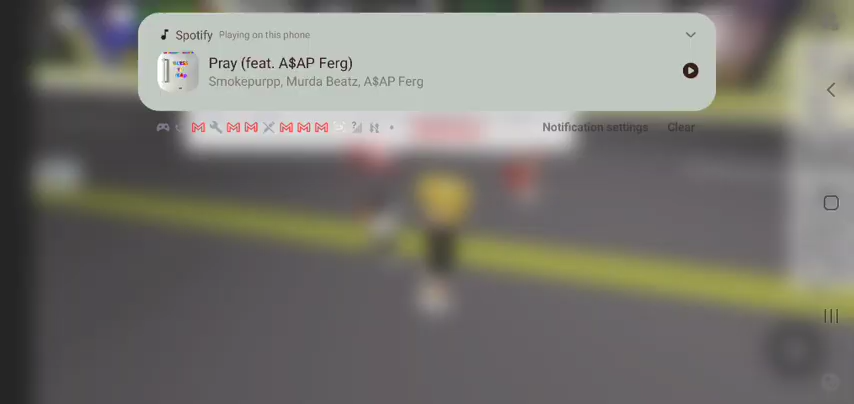 Spotify Playing on this phone
Pray (feat. A$AP Ferg)
Smokepurpp, Murda Beatz, A$AP Ferg
Notification settings Clear